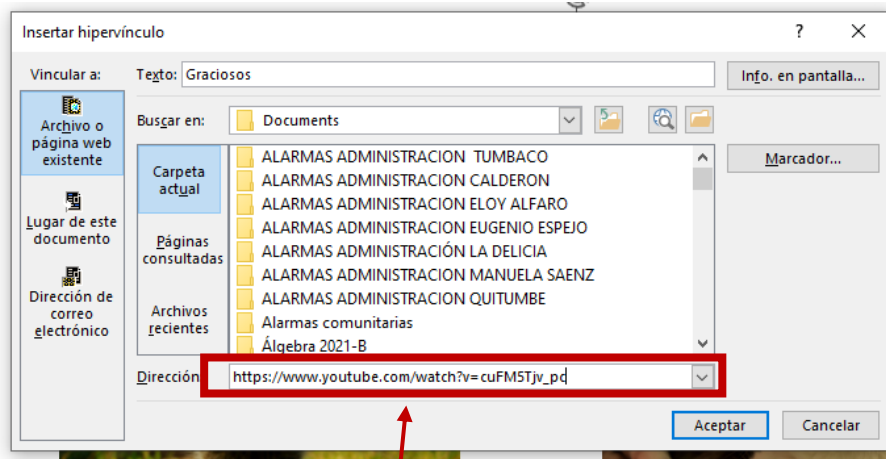 Insertar hipervínculo ? ×
Vincular a: Texto: Graciosos Info. en pantalla...
Archivo o
página web
existente
Buscar en: Documents
Carpeta
actual
ALARMAS ADMINISTRACION  TUMBACO
ALARMAS ADMINISTRACION CALDERON
ALARMAS ADMINISTRACION ELOY ALFARO
ALARMAS ADMINISTRACION EUGENIO ESPEJO
ALARMAS ADMINISTRACIÓN LA DELICIA
ALARMAS ADMINISTRACION MANUELA SAENZ
ALARMAS ADMINISTRACION QUITUMBE
Alarmas comunitarias
Álgebra 2021-B
Marcador...
Lugar de este
documento
Páginas
consultadas
Dirección de
correo
electrónico
Archivos
recientes
Dirección https://www.youtube.com/watch?v=cuFM5Tjv_pc
Aceptar Cancelar